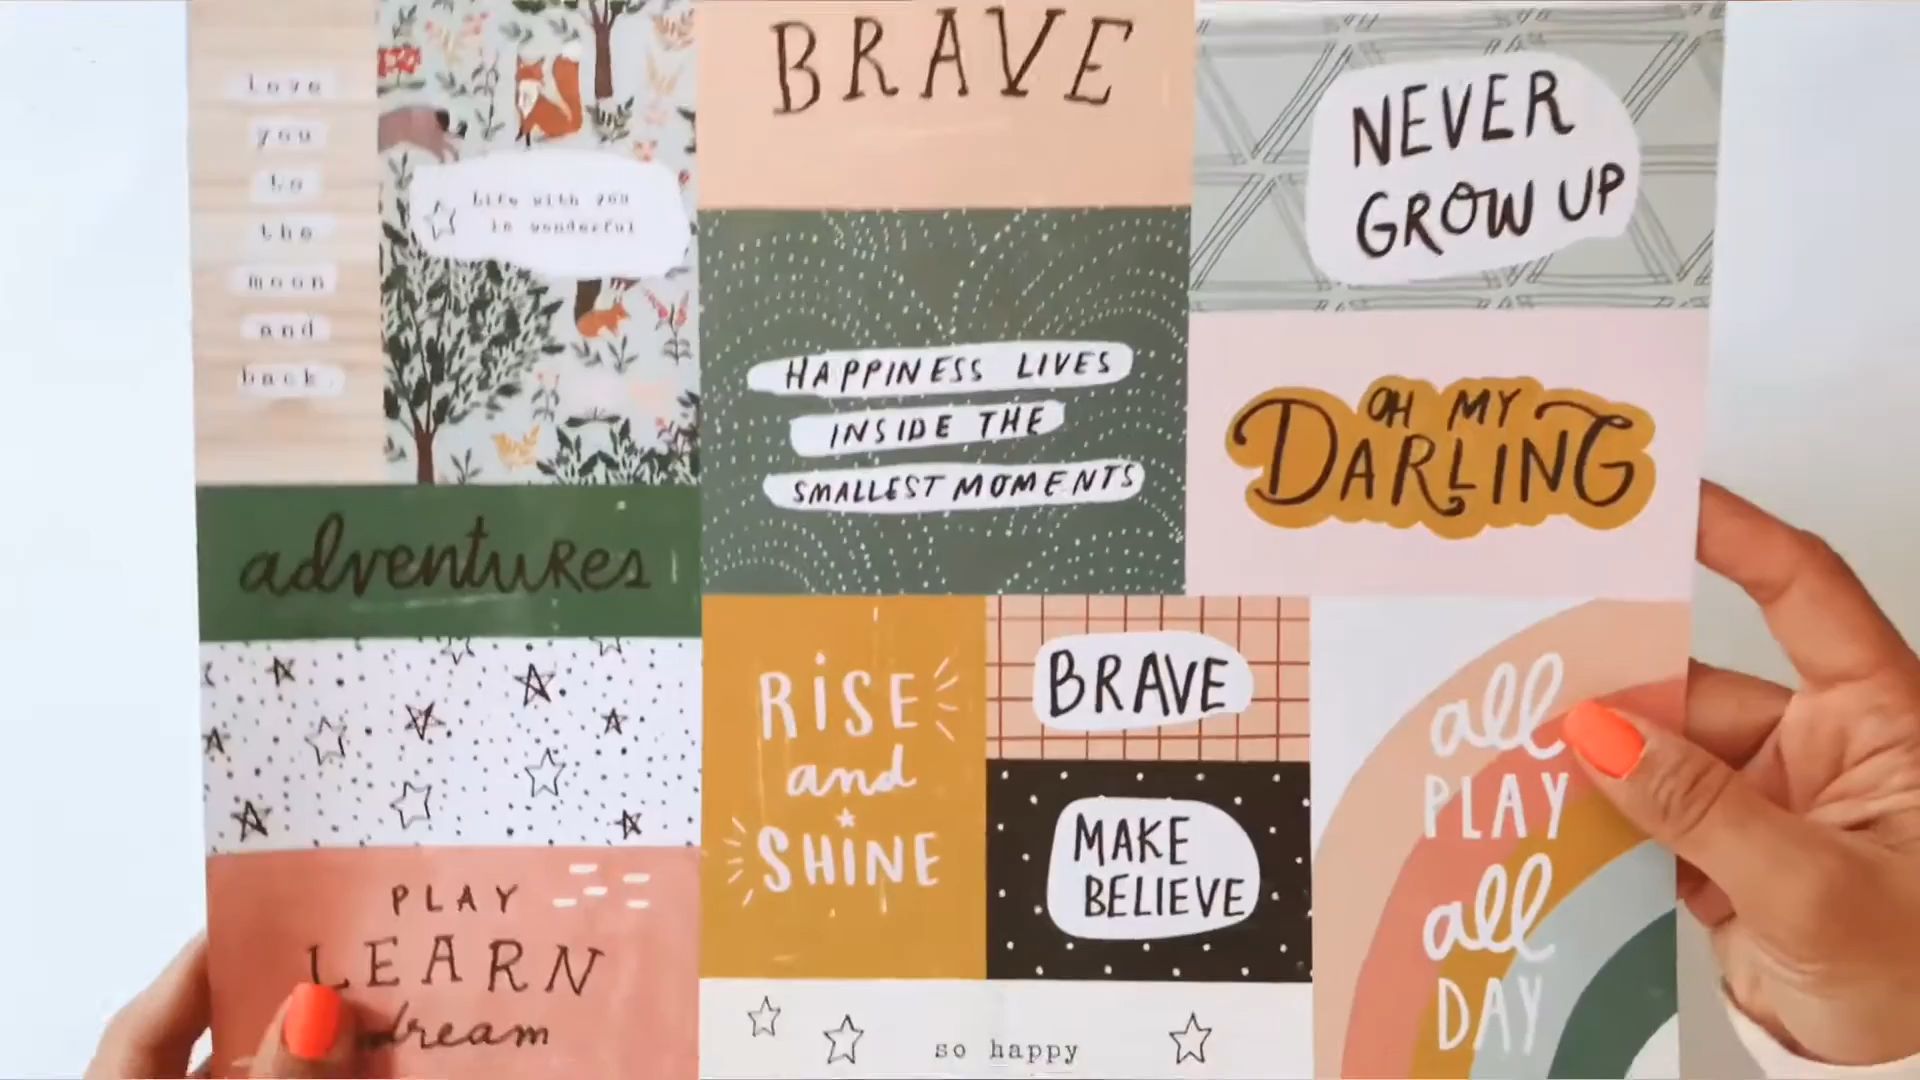 love
you
to
the
moon
and
back.
Life with you
is wonderful
adventures
PLAY
LEARN
dream
BRAVE
HAPPINESS LIVES
INSIDE THE
SMALLEST MOMENTS
RiSE
and
SHiNE
BRAVE
MAKE
BELIEVE
so happy
NEVER
GROW UP
OH MY
DARLING
all
PLAY
all
DAY